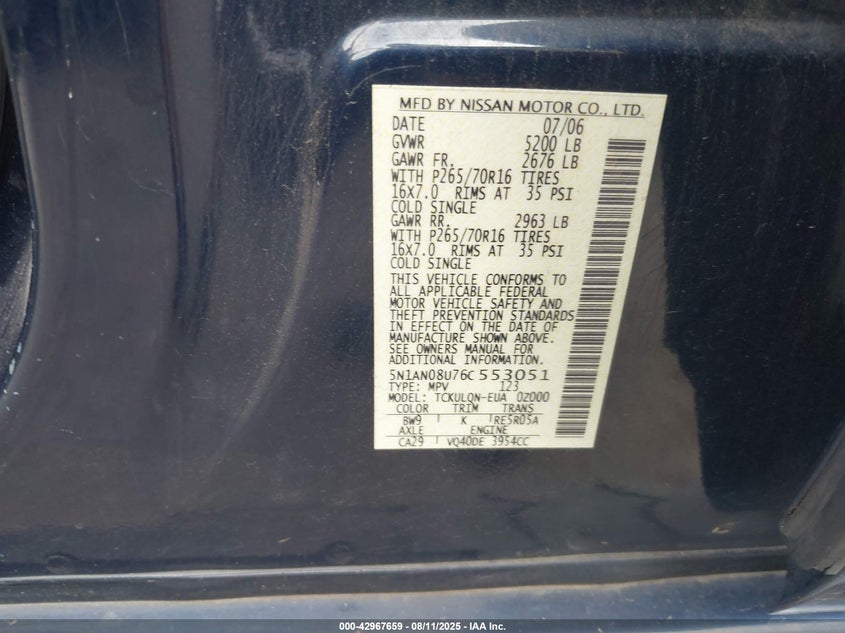 MFD BY NISSAN MOTOR CO., LTD.
DATE 07/06
GVWR 5200 LB
GAWR FR. 2676 LB
WITH P265/70R16 TIRES
16X7.0 RIMS AT 35 PSI
COLD SINGLE
GAWR RR. 2963 LB
WITH P265/70R16 TIRES
16X7.0 RIMS AT 35 PSI
COLD SINGLE
THIS VEHICLE CONFORMS TO
ALL APPLICABLE FEDERAL
MOTOR VEHICLE SAFETY AND
THEFT PREVENTION STANDARDS
IN EFFECT ON THE DATE OF
MANUFACTURE SHOWN ABOVE.
SEE OWNERS MANUAL FOR
ADDITIONAL INFORMATION.
5N1AN08U76C553051
TYPE: MPV 123
MODEL: TCKULQN-EUA 0Z000
COLOR TRIM TRANS
BW9 K RE5R05A
AXLE ENGINE
CA29 VQ40DE 3954CC
000-42967659 - 08/11/2025 - IAA Inc.